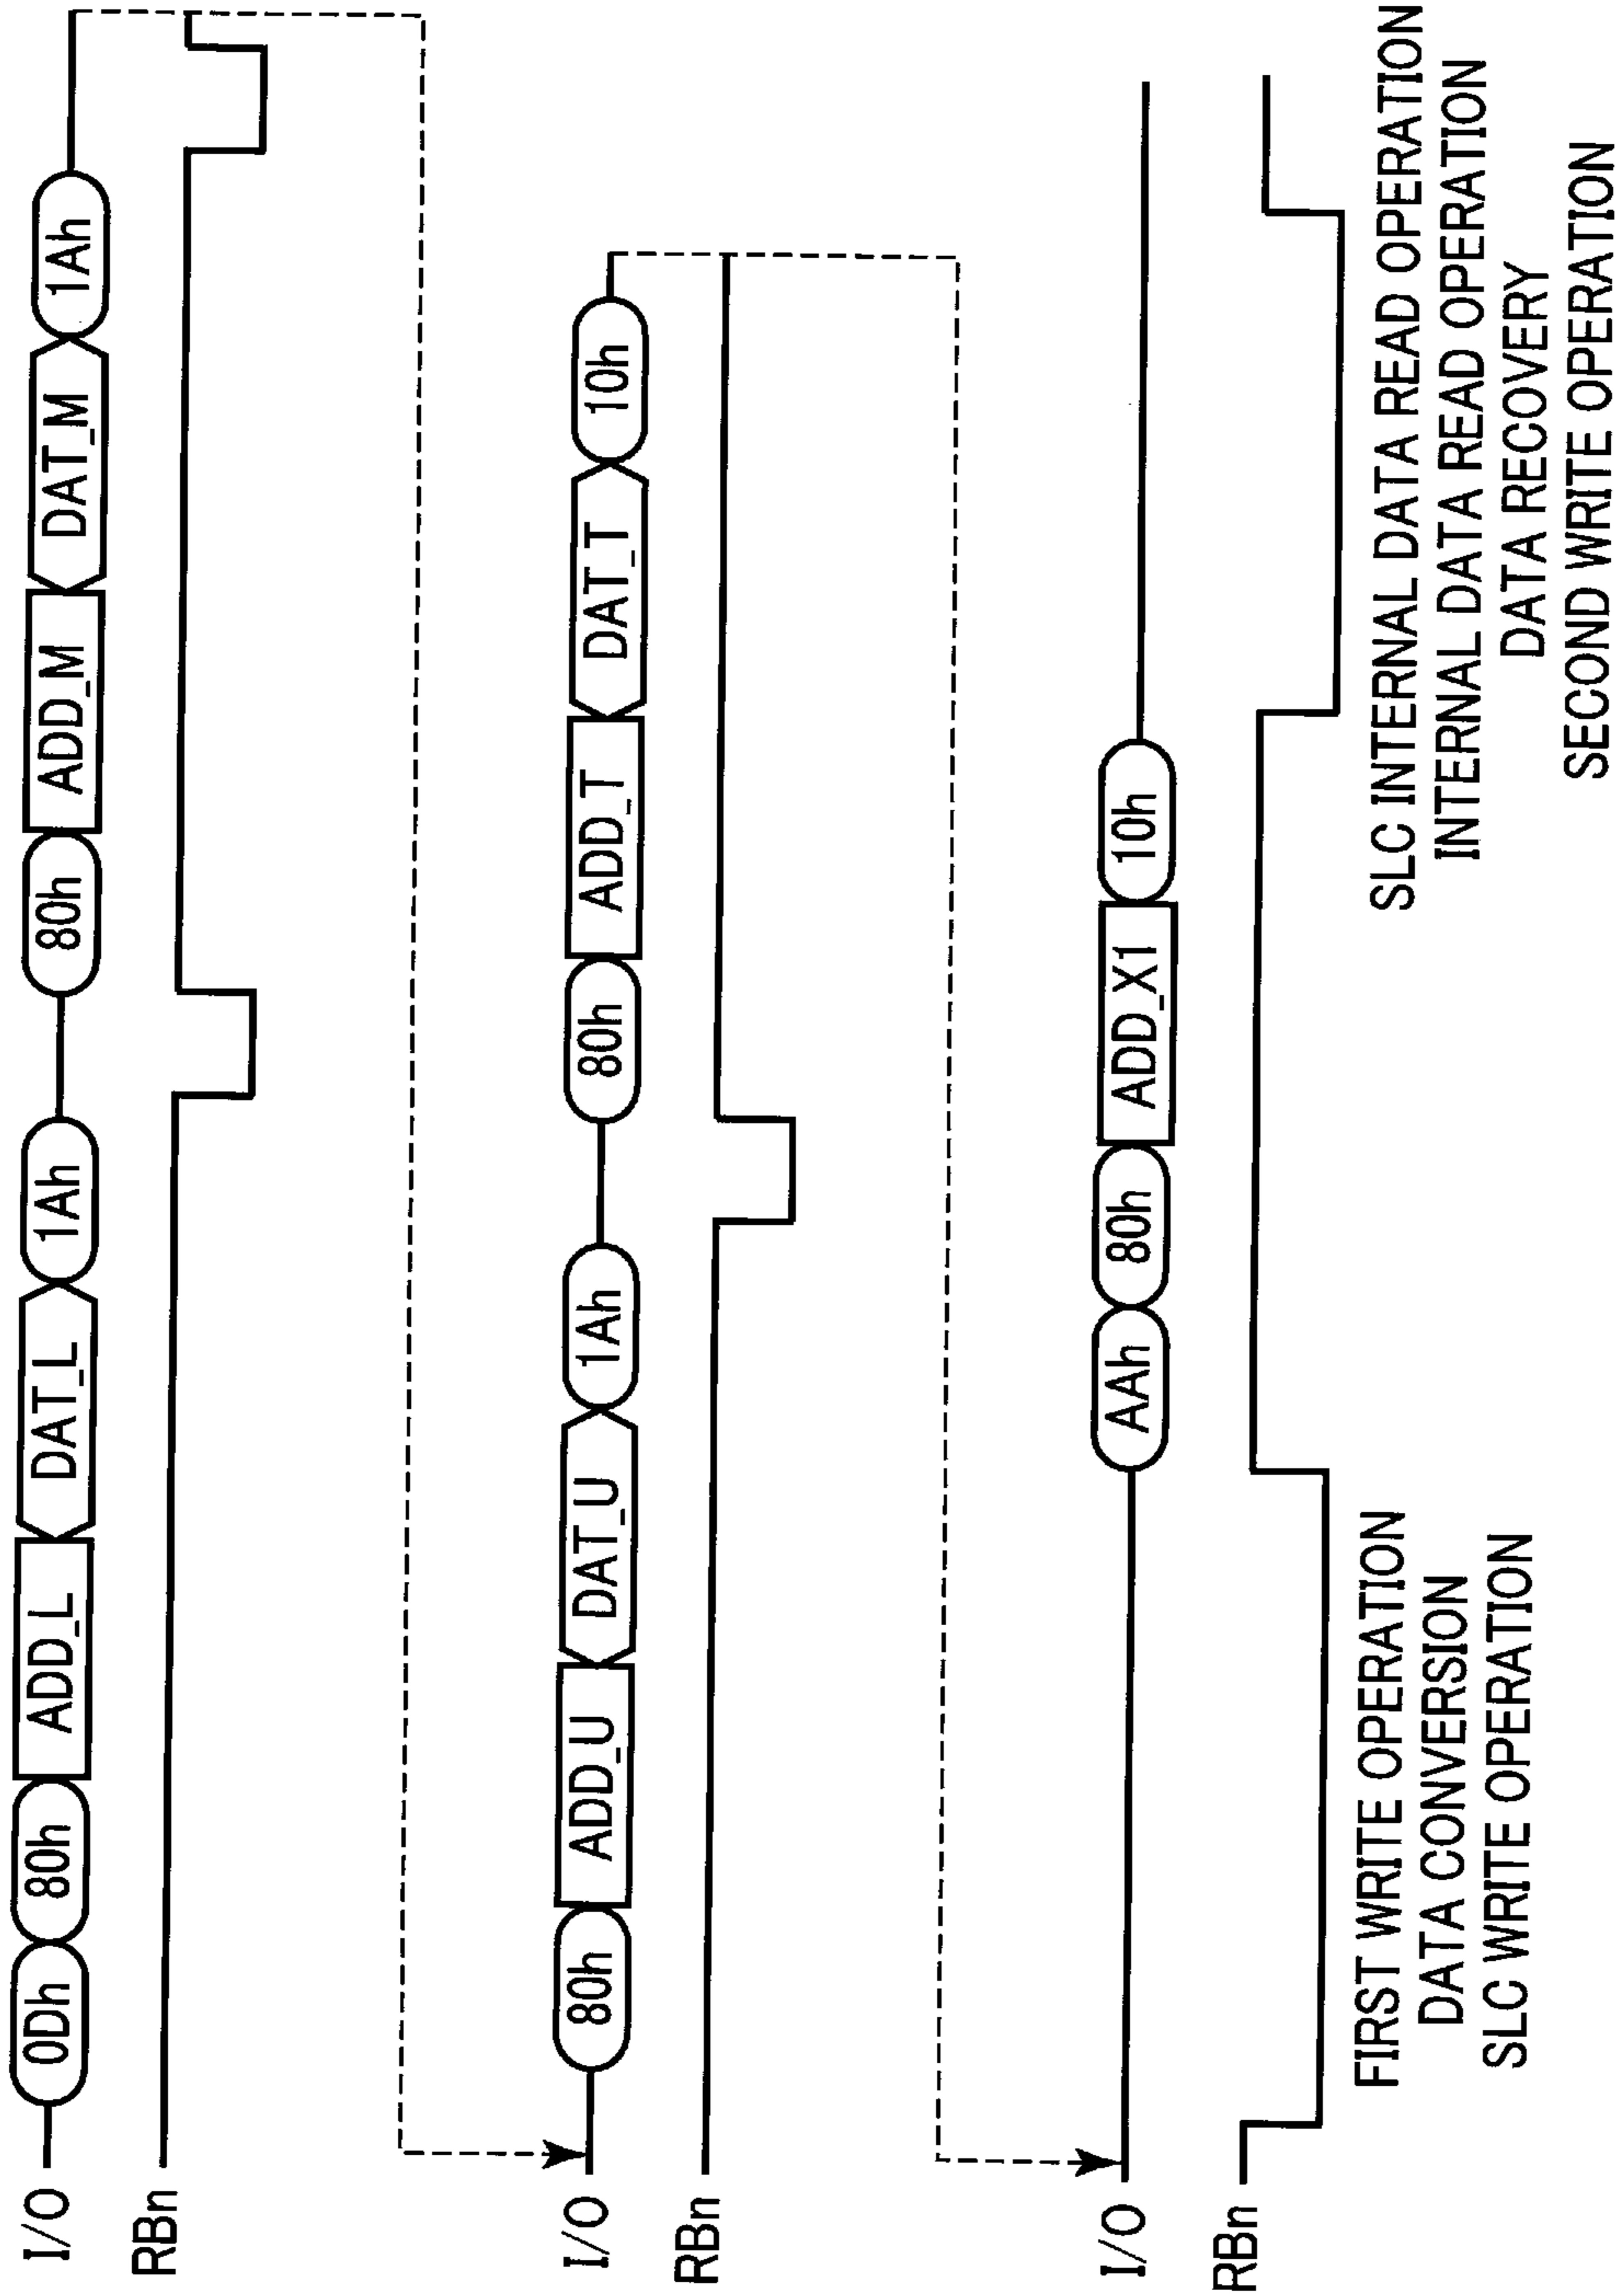 I/O 0Dh 80h ADD_L DAT_L 1Ah 80h ADD_M DAT_M 1Ah
RBn
I/O 80h ADD_U DAT_U 1Ah 80h ADD_T DAT_T 10h
RBn
I/O AAh 80h ADD_X1 10h
RBn
FIRST WRITE OPERATION
DATA CONVERSION
SLC WRITE OPERATION
SLC INTERNAL DATA READ OPERATION
INTERNAL DATA READ OPERATION
DATA RECOVERY
SECOND WRITE OPERATION